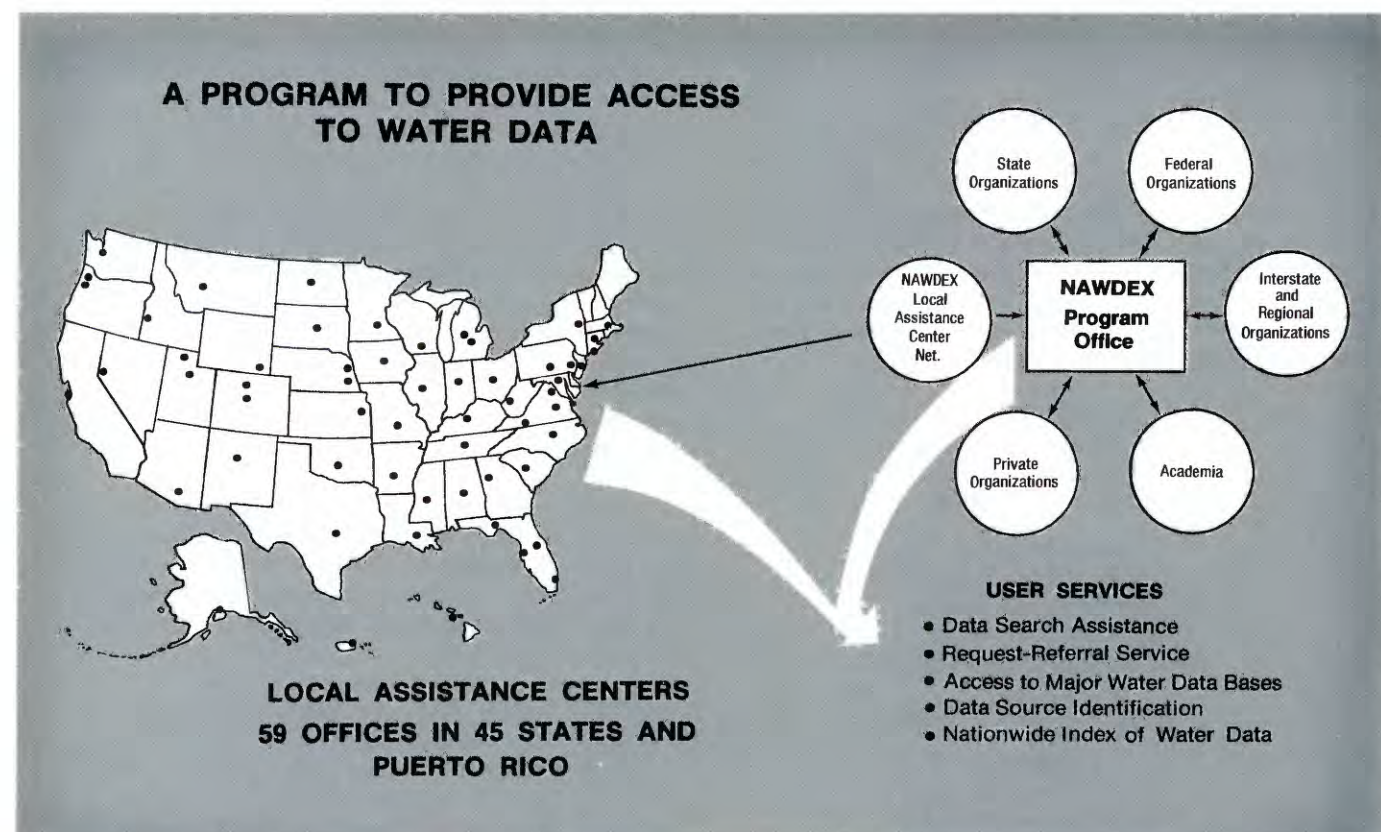 A PROGRAM TO PROVIDE ACCESS
TO WATER DATA
State
Organizations
Federal
Organizations
NAWDEX
Local
Assistance
Center
Net.
NAWDEX
Program
Office
Interstate
and
Regional
Organizations
Private
Organizations
Academia
LOCAL ASSISTANCE CENTERS
59 OFFICES IN 45 STATES AND
PUERTO RICO
USER SERVICES
• Data Search Assistance
• Request-Referral Service
• Access to Major Water Data Bases
• Data Source Identification
• Nationwide Index of Water Data